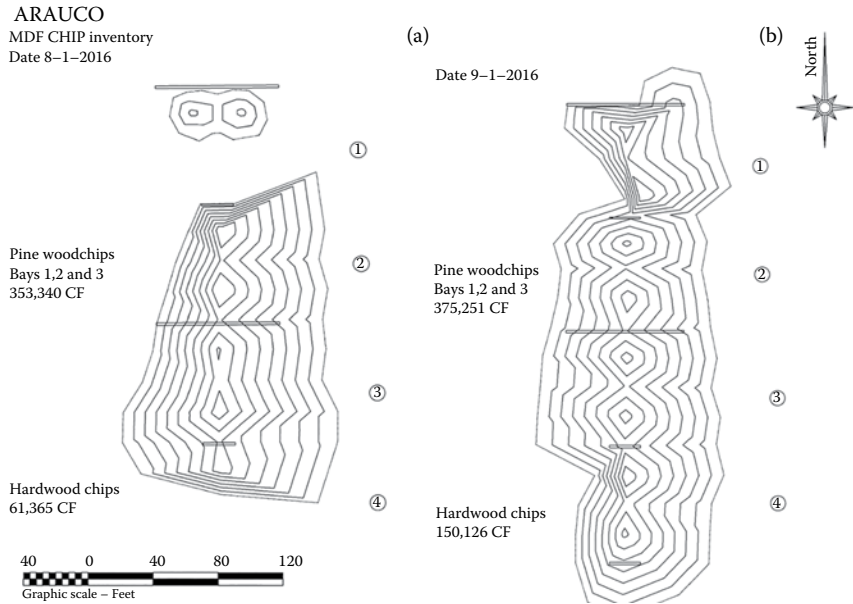 ARAUCO
MDF CHIP inventory
Date 8–1–2016
(a)
Pine woodchips
Bays 1,2 and 3
353,340 CF
Hardwood chips
61,365 CF
1
2
3
4
40 0 40 80 120
Graphic scale – Feet
(b)
North
Date 9–1–2016
Pine woodchips
Bays 1,2 and 3
375,251 CF
Hardwood chips
150,126 CF
1
2
3
4